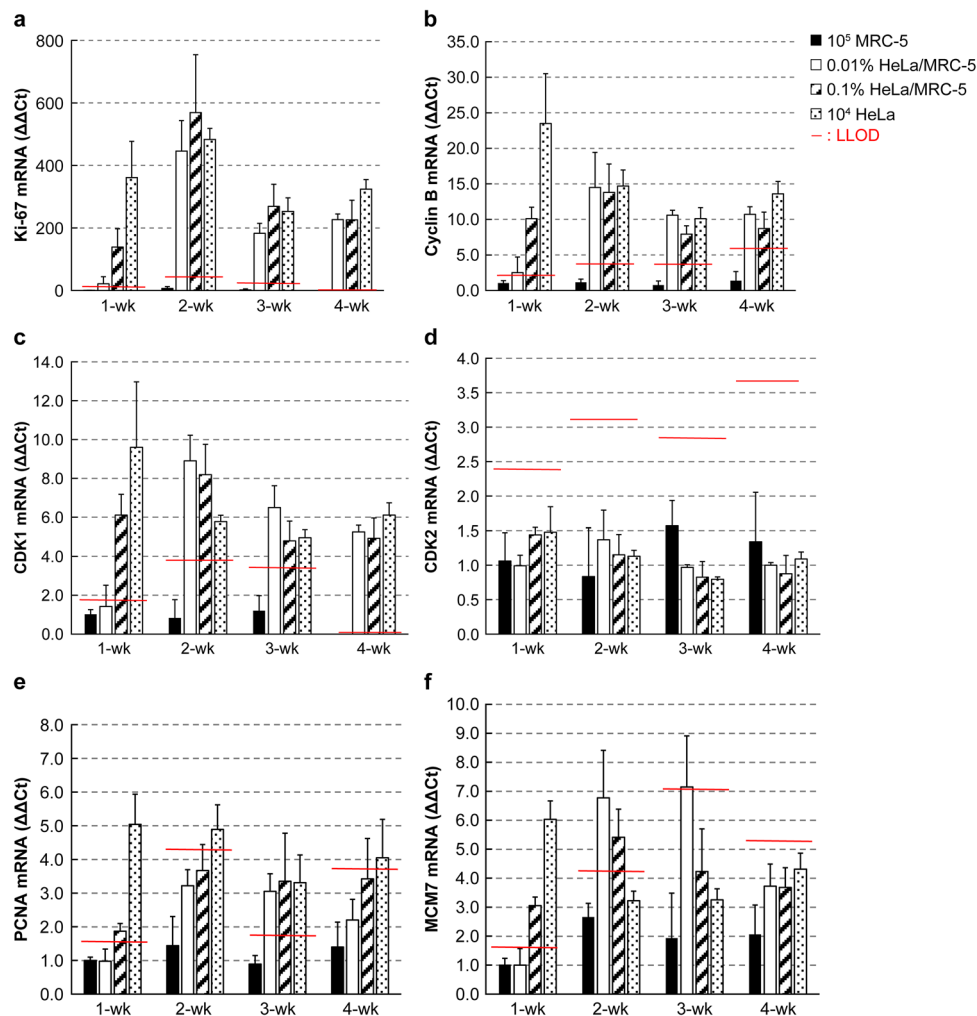 a
Ki-67 mRNA (ΔΔCt)
800
600
400
200
0
1-wk 2-wk 3-wk 4-wk
b
Cyclin B mRNA (ΔΔCt)
35.0
30.0
25.0
20.0
15.0
10.0
5.0
0.0
1-wk 2-wk 3-wk 4-wk
10⁵ MRC-5
0.01% HeLa/MRC-5
0.1% HeLa/MRC-5
10⁴ HeLa
– : LLOD
c
CDK1 mRNA (ΔΔCt)
14.0
12.0
10.0
8.0
6.0
4.0
2.0
0.0
1-wk 2-wk 3-wk 4-wk
d
CDK2 mRNA (ΔΔCt)
4.0
3.5
3.0
2.5
2.0
1.5
1.0
0.5
0.0
1-wk 2-wk 3-wk 4-wk
e
PCNA mRNA (ΔΔCt)
8.0
7.0
6.0
5.0
4.0
3.0
2.0
1.0
0.0
1-wk 2-wk 3-wk 4-wk
f
MCM7 mRNA (ΔΔCt)
10.0
9.0
8.0
7.0
6.0
5.0
4.0
3.0
2.0
1.0
0.0
1-wk 2-wk 3-wk 4-wk